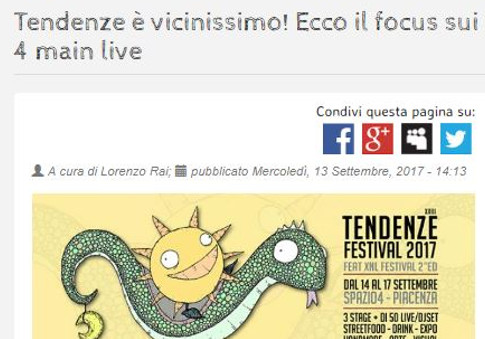 Tendenze è vicinissimo! Ecco il focus sui
4 main live
Condivi questa pagina su:
A cura di Lorenzo Rai; pubblicato Mercoledì, 13 Settembre, 2017 - 14:13
XXIII
TENDENZE
FESTIVAL 2017
FEAT XNL FESTIVAL 2^ED
DAL 14 AL 17 SETTEMBRE
SPAZIO4 - PIACENZA
3 STAGE + DI 50 LIVE/DJSET
STREETFOOD - DRINK - EXPO